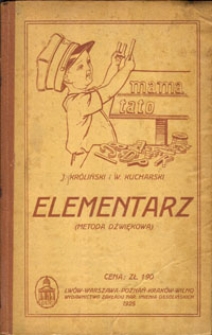 mama
tato
J. KRÓLIŃSKI i W. KUCHARSKI
ELEMENTARZ
(METODA DŹWIĘKOWA)
CENA: ZŁ 1·90
LWÓW-WARSZAWA-POZNAŃ-KRAKÓW-WILNO
WYDAWNICTWO ZAKŁADU NAR. IMIENIA OSSOLIŃSKICH